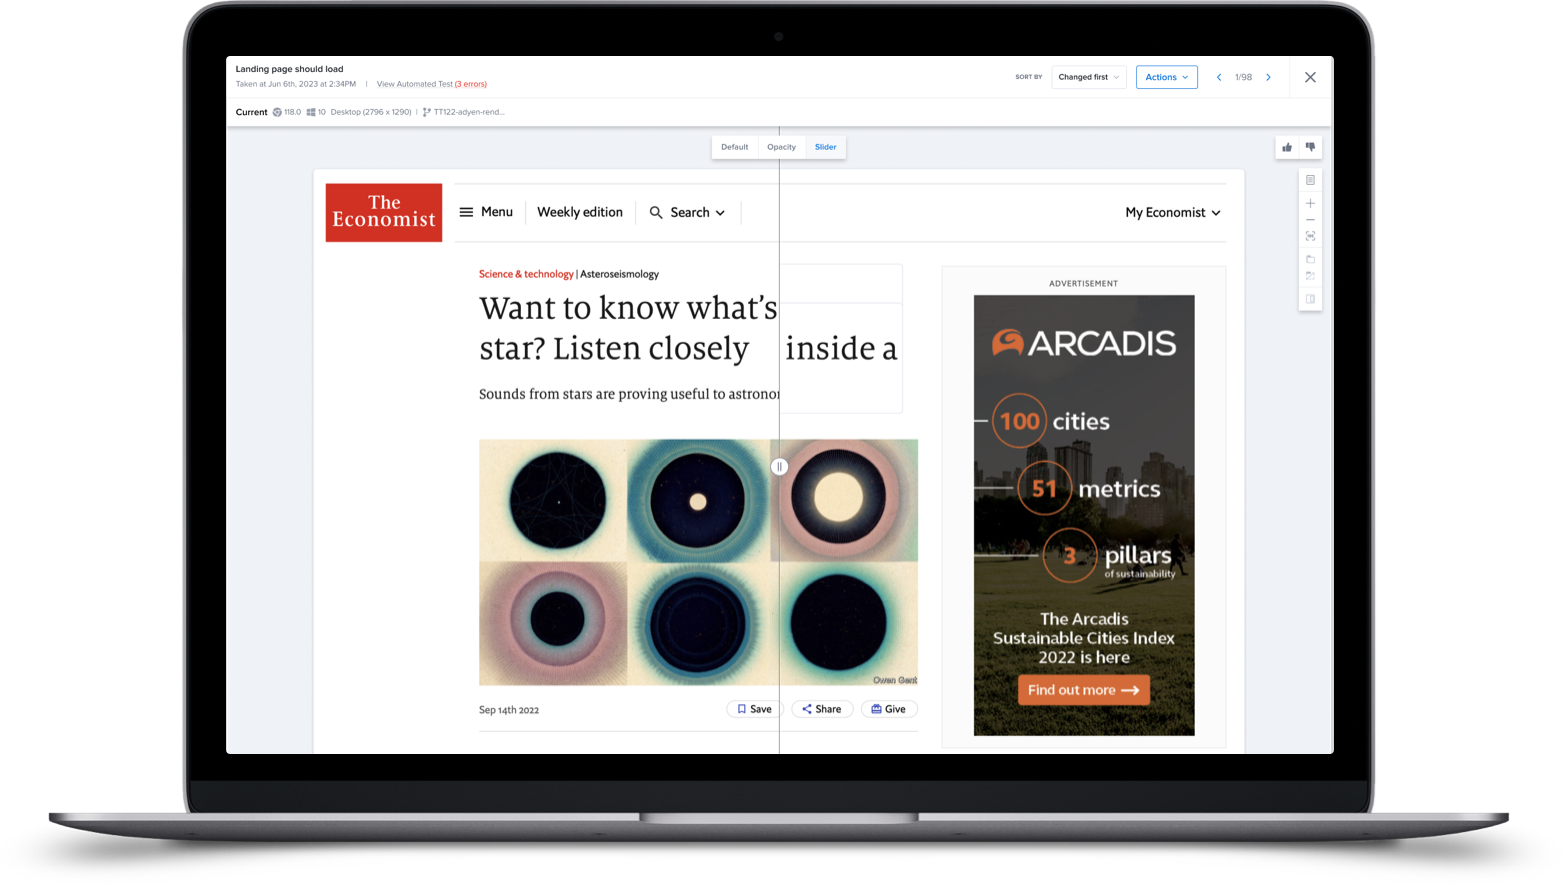 Landing page should load
Taken at Jun 6th, 2023 at 2:34PM | View Automated Test (3 errors)
SORT BY Changed first Actions 1/98
Current 118.0 10 Desktop (2796 x 1290) | TT122-adyen-rend...
Default Opacity Slider
The
Economist
Menu Weekly edition Search My Economist
Science & technology | Asteroseismology
Want to know what's
star? Listen closely inside a
Sounds from stars are proving useful to
Owen Gent
Sep 14th 2022 Save Share Give
ADVERTISEMENT
ARCADIS
100 cities
51 metrics
3 pillars
of sustainability
The Arcadis
Sustainable Cities Index
2022 is here
Find out more →